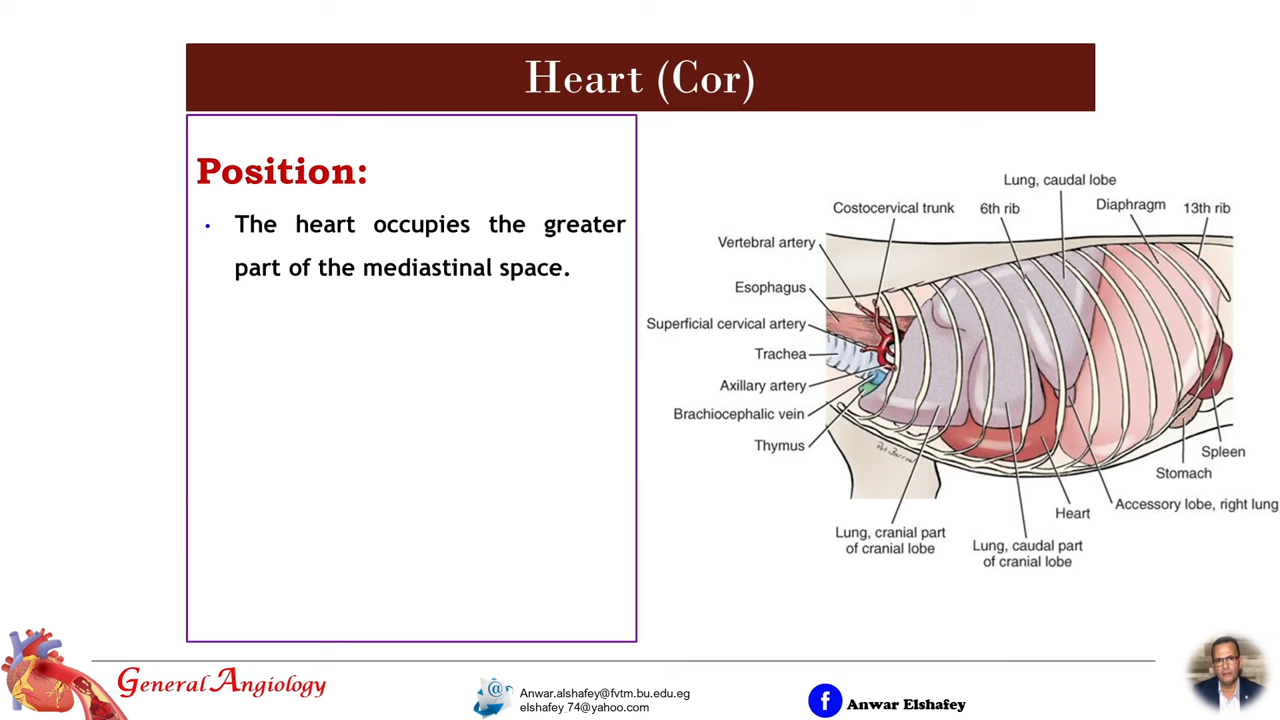 Heart (Cor)
Position:
• The heart occupies the greater
part of the mediastinal space.
Lung, caudal lobe
Costocervical trunk
6th rib
Diaphragm
13th rib
Vertebral artery
Esophagus
Superficial cervical artery
Trachea
Axillary artery
Brachiocephalic vein
Thymus
Spleen
Stomach
Accessory lobe, right lung
Heart
Lung, cranial part
of cranial lobe
Lung, caudal part
of cranial lobe
General Angiology
@
Anwar.alshafey@fvtm.bu.edu.eg
elshafey_74@yahoo.com
f
Anwar Elshafey